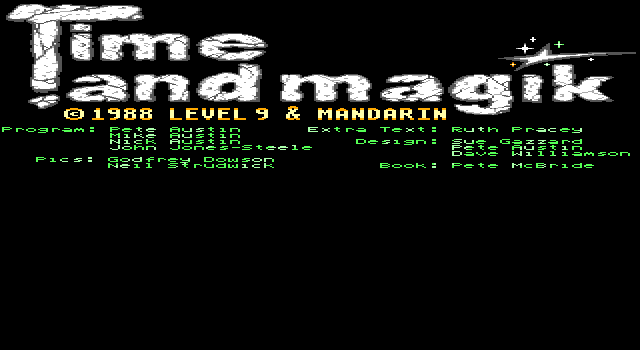 Time
and magik
©1988 LEVEL 9 & MANDARIN
Program: Pete Austin
Mike Austin
Nick Austin
John Jones-Steele
Pics: Godfrey Dowson
Neil Strudwick
Extra Text: Ruth Pracey
Design: Sue Gazzard
Pete Austin
Dave Williamson
Book: Pete McBride